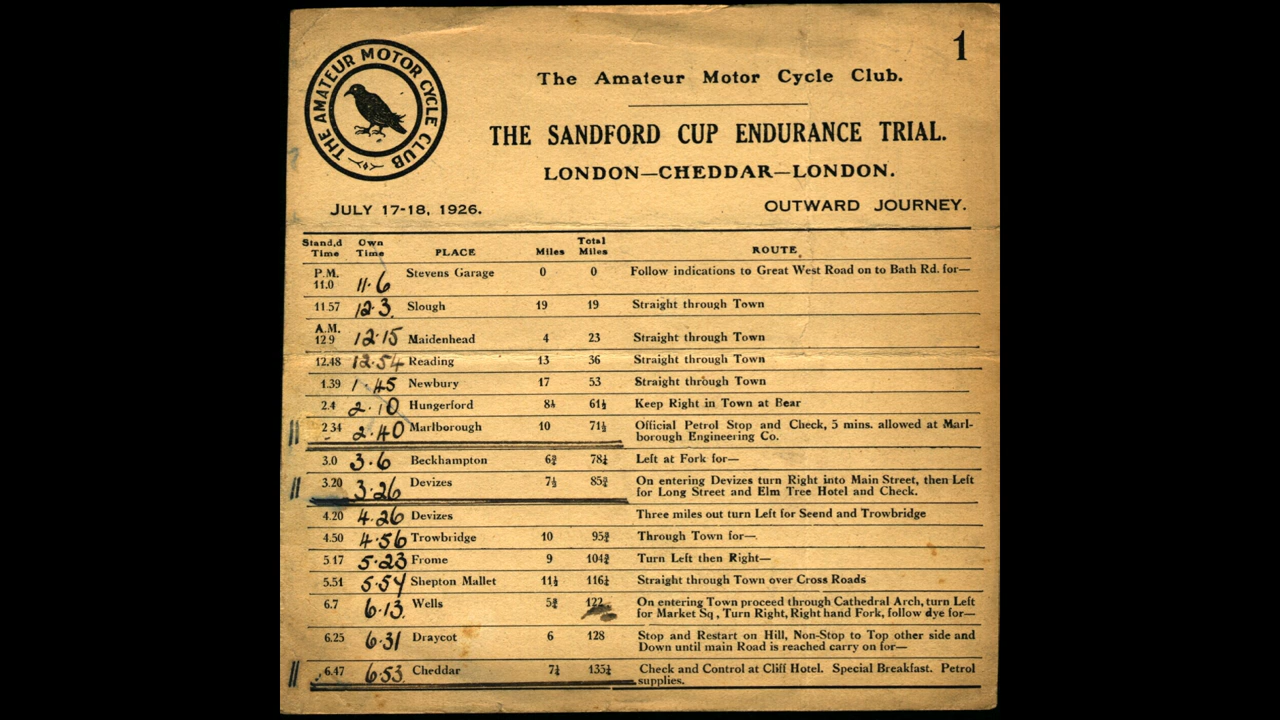 1
THE AMATEUR MOTOR CYCLE CLUB
The Amateur Motor Cycle Club.
THE SANDFORD CUP ENDURANCE TRIAL.
LONDON—CHEDDAR—LONDON.
JULY 17-18, 1926. OUTWARD JOURNEY.
Stand,d Time Own Time PLACE Miles Total Miles ROUTE
P.M. 11.0 11.6 Stevens Garage 0 0 Follow indications to Great West Road on to Bath Rd. for—
11.57 12.3. Slough 19 19 Straight through Town
A.M. 12 9 12.15 Maidenhead 4 23 Straight through Town
12.48 12.54 Reading 13 36 Straight through Town
1.39 1.45 Newbury 17 53 Straight through Town
2.4 2.10 Hungerford 8½ 61½ Keep Right in Town at Bear
2 34 2.40 Marlborough 10 71½ Official Petrol Stop and Check, 5 mins. allowed at Marl-
borough Engineering Co.
3.0 3.6 Beckhampton 6¾ 78¼ Left at Fork for—
3.20 3.26 Devizes 7½ 85¾ On entering Devizes turn Right into Main Street, then Left
for Long Street and Elm Tree Hotel and Check.
4.20 4.26 Devizes Three miles out turn Left for Seend and Trowbridge
4.50 4.56 Trowbridge 10 95¾ Through Town for—
5 17 5.23 Frome 9 104¾ Turn Left then Right—
5.51 5.54 Shepton Mallet 11½ 116¼ Straight through Town over Cross Roads
6.7 6.13. Wells 5¾ 122 On entering Town proceed through Cathedral Arch, turn Left
for Market Sq, Turn Right, Right hand Fork, follow dye for—
6.25 6.31 Draycot 6 128 Stop and Restart on Hill, Non-Stop to Top other side and
Down until main Road is reached carry on for—
6.47 6.53 Cheddar 7¼ 135¼ Check and Control at Cliff Hotel. Special Breakfast. Petrol
supplies.